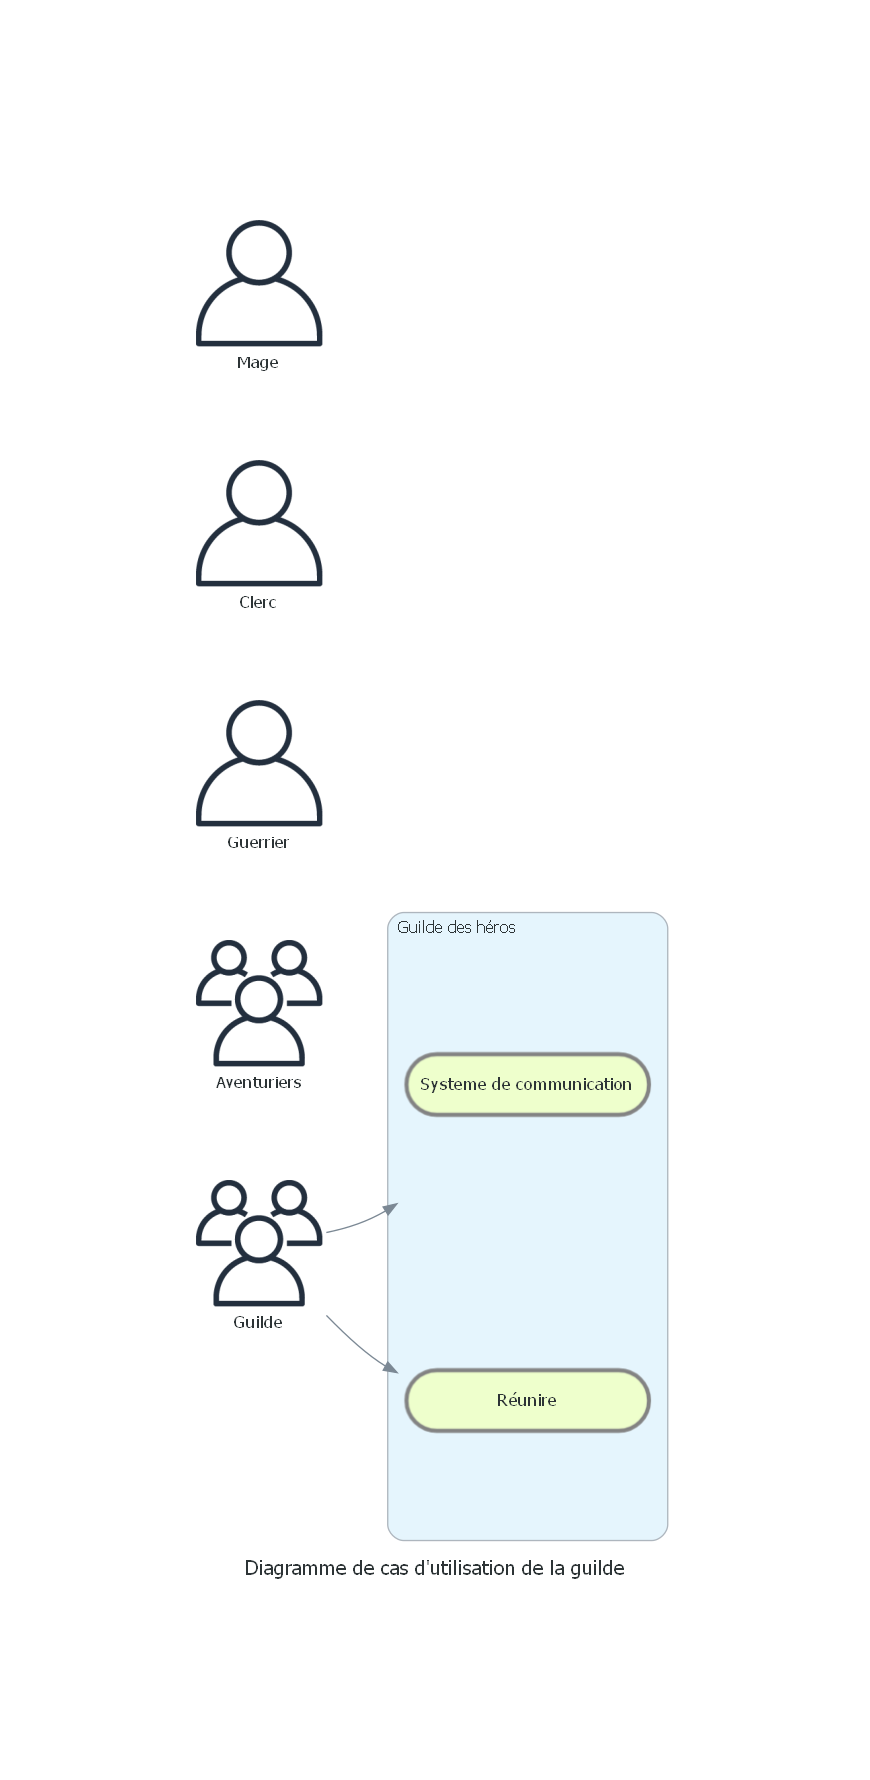 Mage
Clerc
Guerrier
Guilde des héros
Aventuriers
Systeme de communication
Guilde
Réunire
Diagramme de cas d'utilisation de la guilde